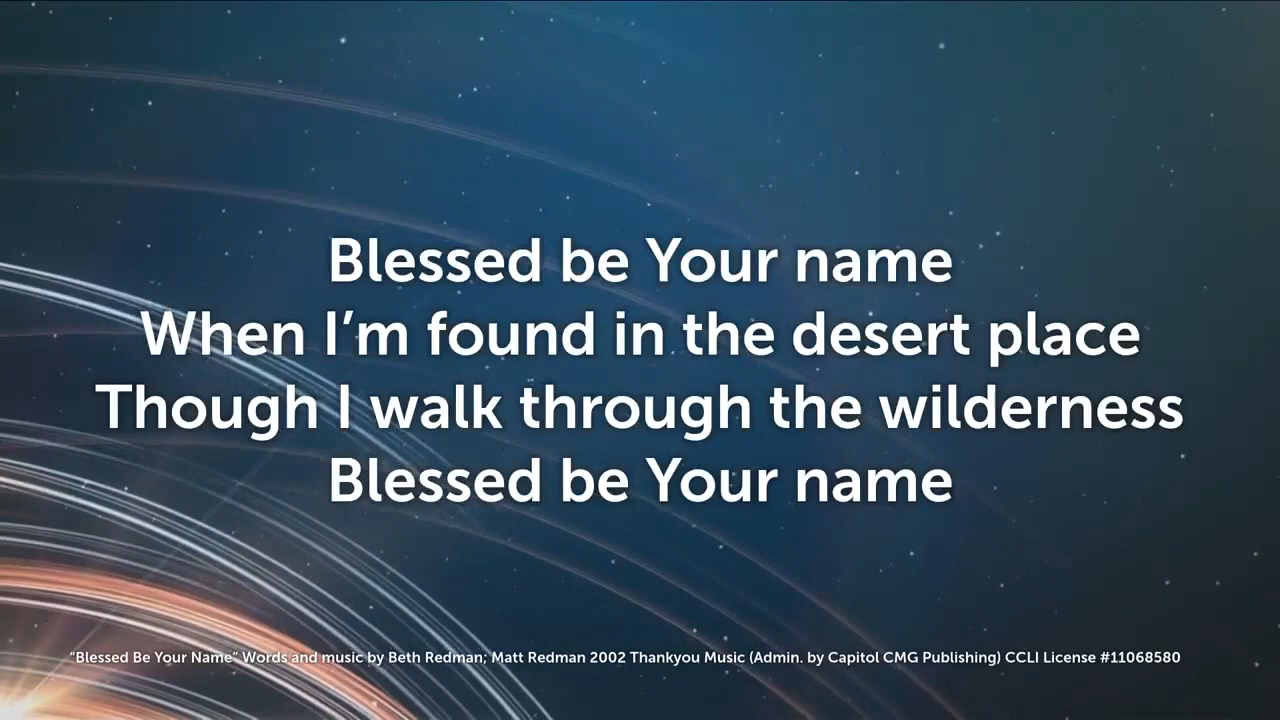 Blessed be Your name
When I’m found in the desert place
Though I walk through the wilderness
Blessed be Your name
“Blessed Be Your Name” Words and music by Beth Redman; Matt Redman 2002 Thankyou Music (Admin. by Capitol CMG Publishing) CCLI License #11068580